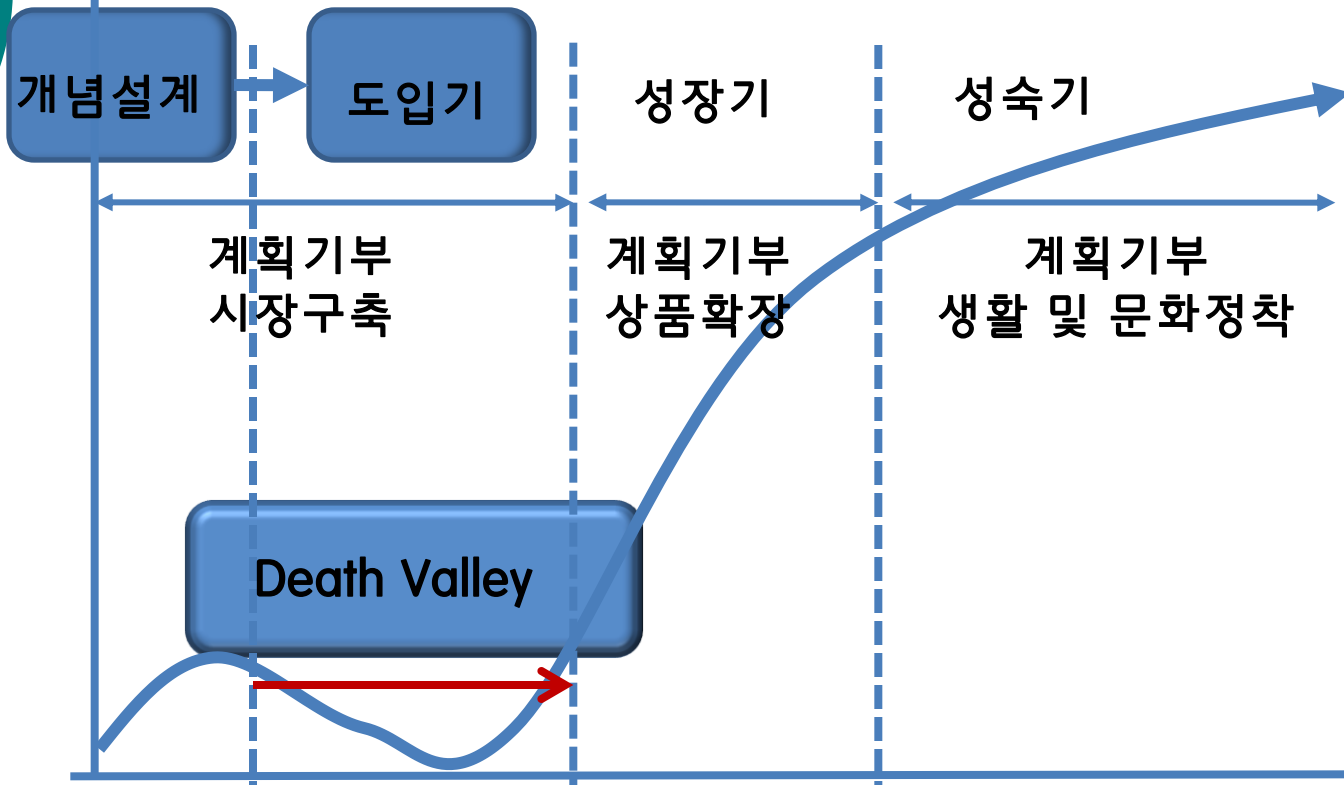 개념설계
도입기
성장기
성숙기
계획기부
시장구축
계획기부
상품확장
계획기부
생활 및 문화정착
Death Valley